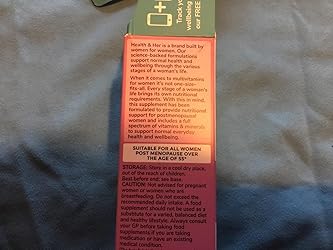 Track you
wellbeing
our FREE
Health & Her is a brand built by
women for women. Our
science-backed formulations
support normal health and
wellbeing through the various
stages of a woman's life.
When it comes to multivitamins
for women it's not one-size-
fits-all. Every stage of a woman's
life brings its own nutritional
requirements. With this in mind,
this supplement has been
formulated to provide nutritional
support for postmenopausal
women and includes a full
spectrum of vitamins & minerals
to support normal everyday
health and wellbeing.
SUITABLE FOR ALL WOMEN
POST MENOPAUSE OVER
THE AGE OF 55*
STORAGE: Store in a cool dry place,
out of the reach of children.
Best before end: see base.
CAUTION: Not advised for pregnant
women or women who are
breastfeeding. Do not exceed the
recommended daily intake. A food
supplement should not be used as a
substitute for a varied, balanced diet
and healthy lifestyle. Always consult
your GP before taking food
supplements if you are taking
medication or have an existing
medical condition.